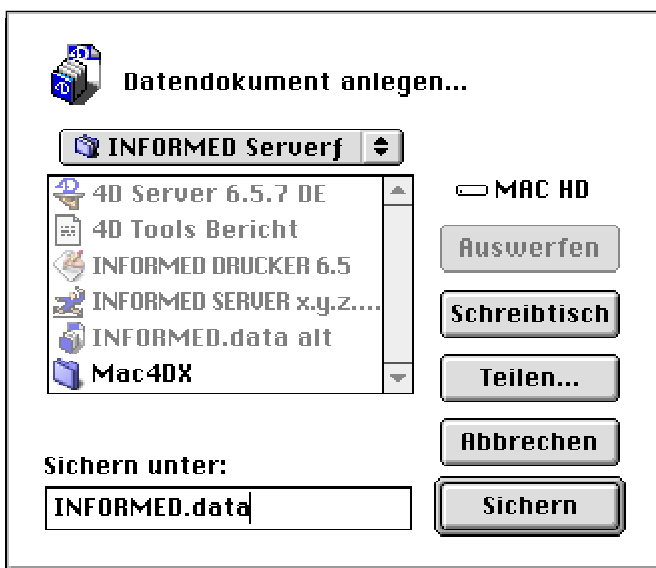 Datendokument anlegen...
INFORMED Serverƒ
4D Server 6.5.7 DE
4D Tools Bericht
INFORMED DRUCKER 6.5
INFORMED SERVER x.y.z....
INFORMED.data alt
Mac4DX
MAC HD
Auswerfen
Schreibtisch
Teilen...
Abbrechen
Sichern unter:
INFORMED.data
Sichern